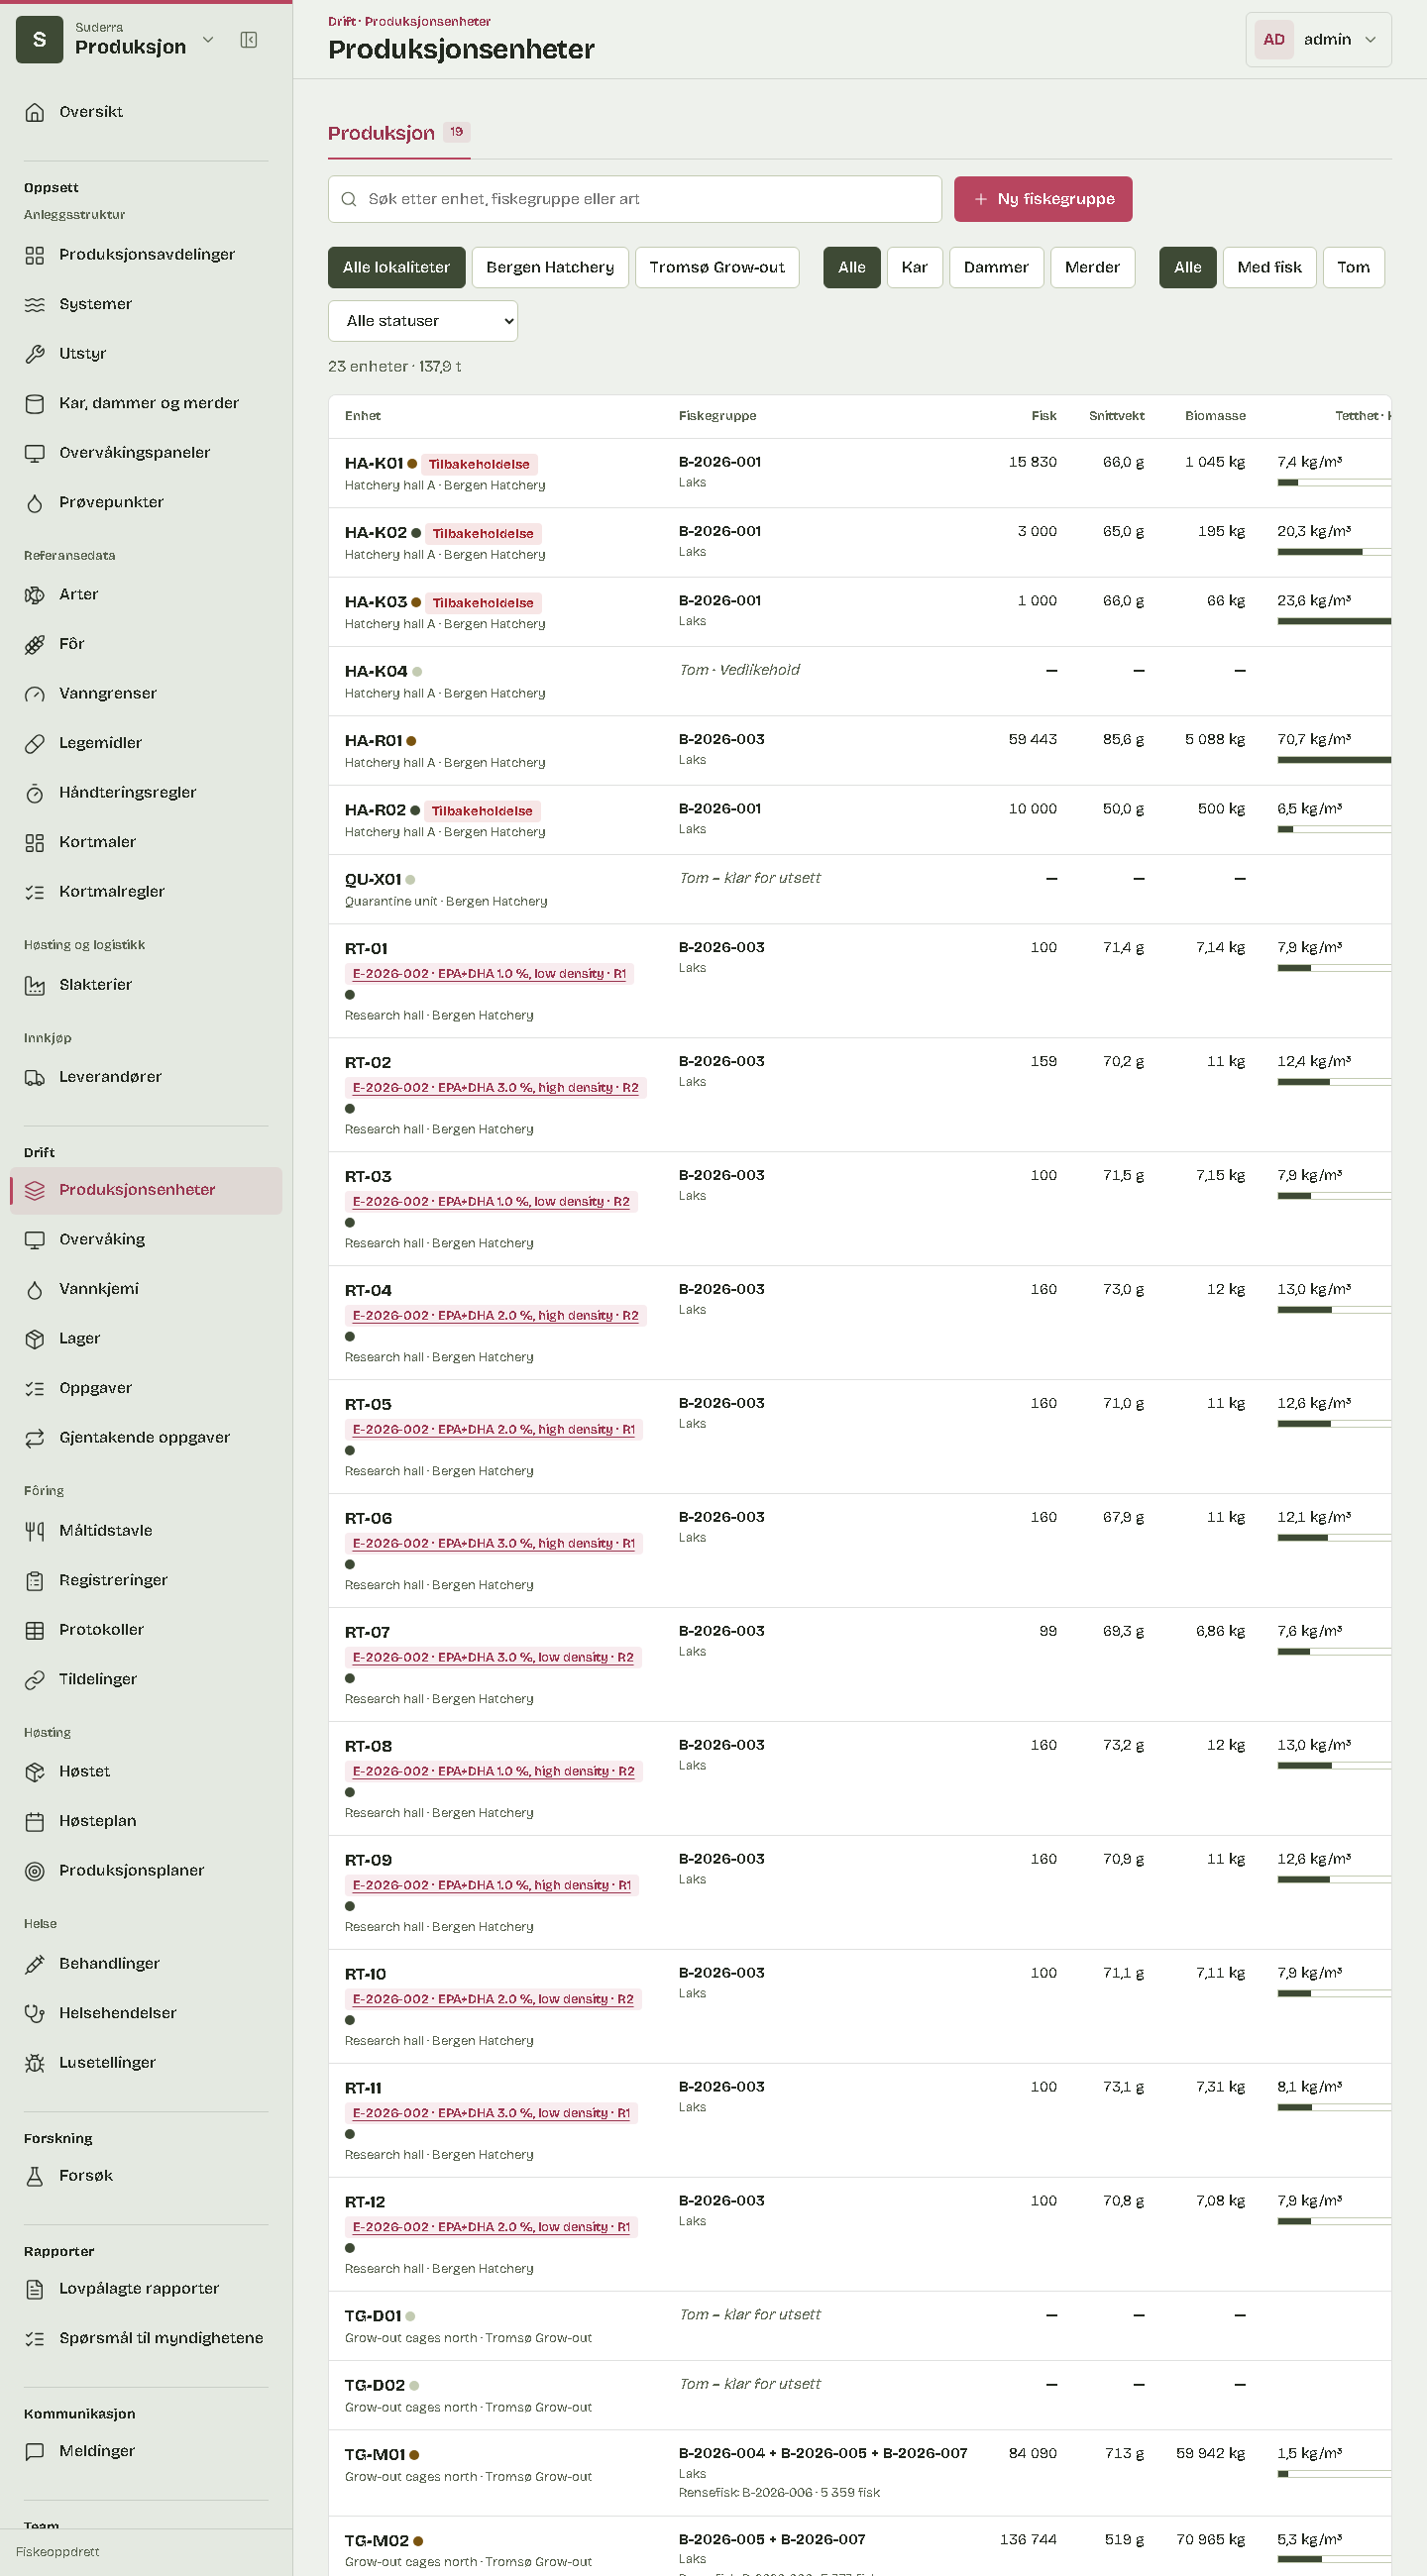 S
Suderra
Produksjon
Oversikt
Oppsett
Anleggsstruktur
Produksjonsavdelinger
Systemer
Utstyr
Kar, dammer og merder
Overvåkingspaneler
Prøvepunkter
Referansedata
Arter
Fôr
Vanngrenser
Legemidler
Håndteringsregler
Kortmaler
Kortmalregler
Høsting og logistikk
Slakterier
Innkjøp
Leverandører
Drift
Produksjonsenheter
Overvåking
Vannkjemi
Lager
Oppgaver
Gjentakende oppgaver
Fôring
Måltidstavle
Registreringer
Protokoller
Tildelinger
Høsting
Høstet
Høsteplan
Produksjonsplaner
Helse
Behandlinger
Helsehendelser
Lusetellinger
Forskning
Forsøk
Rapporter
Lovpålagte rapporter
Spørsmål til myndighetene
Kommunikasjon
Meldinger
Team
Fiskeoppdrett
Drift · Produksjonsenheter
Produksjonsenheter
AD admin
Produksjon 19
Søk etter enhet, fiskegruppe eller art
+ Ny fiskegruppe
Alle lokaliteter Bergen Hatchery Tromsø Grow-out Alle Kar Dammer Merder Alle Med fisk Tom
Alle statuser
23 enheter · 137,9 t
Enhet Fiskegruppe Fisk Snittvekt Biomasse Tetthet ·
HA-K01 Tilbakeholdelse B-2026-001 15 830 66,0 g 1 045 kg 7,4 kg/m³
Hatchery hall A · Bergen Hatchery Laks
HA-K02 Tilbakeholdelse B-2026-001 3 000 65,0 g 195 kg 20,3 kg/m³
Hatchery hall A · Bergen Hatchery Laks
HA-K03 Tilbakeholdelse B-2026-001 1 000 66,0 g 66 kg 23,6 kg/m³
Hatchery hall A · Bergen Hatchery Laks
HA-K04 Tom · Vedlikehold – – –
Hatchery hall A · Bergen Hatchery
HA-R01 B-2026-003 59 443 85,6 g 5 088 kg 70,7 kg/m³
Hatchery hall A · Bergen Hatchery Laks
HA-R02 Tilbakeholdelse B-2026-001 10 000 50,0 g 500 kg 6,5 kg/m³
Hatchery hall A · Bergen Hatchery Laks
QU-X01 Tom – klar for utsett – – –
Quarantine unit · Bergen Hatchery
RT-01 B-2026-003 100 71,4 g 7,14 kg 7,9 kg/m³
Laks
E-2026-002 · EPA+DHA 1.0 %, low density · R1
Research hall · Bergen Hatchery
RT-02 B-2026-003 159 70,2 g 11 kg 12,4 kg/m³
Laks
E-2026-002 · EPA+DHA 3.0 %, high density · R2
Research hall · Bergen Hatchery
RT-03 B-2026-003 100 71,5 g 7,15 kg 7,9 kg/m³
Laks
E-2026-002 · EPA+DHA 1.0 %, low density · R2
Research hall · Bergen Hatchery
RT-04 B-2026-003 160 73,0 g 12 kg 13,0 kg/m³
Laks
E-2026-002 · EPA+DHA 2.0 %, high density · R2
Research hall · Bergen Hatchery
RT-05 B-2026-003 160 71,0 g 11 kg 12,6 kg/m³
Laks
E-2026-002 · EPA+DHA 2.0 %, high density · R1
Research hall · Bergen Hatchery
RT-06 B-2026-003 160 67,9 g 11 kg 12,1 kg/m³
Laks
E-2026-002 · EPA+DHA 3.0 %, high density · R1
Research hall · Bergen Hatchery
RT-07 B-2026-003 99 69,3 g 6,86 kg 7,6 kg/m³
Laks
E-2026-002 · EPA+DHA 3.0 %, low density · R2
Research hall · Bergen Hatchery
RT-08 B-2026-003 160 73,2 g 12 kg 13,0 kg/m³
Laks
E-2026-002 · EPA+DHA 1.0 %, high density · R2
Research hall · Bergen Hatchery
RT-09 B-2026-003 160 70,9 g 11 kg 12,6 kg/m³
Laks
E-2026-002 · EPA+DHA 1.0 %, high density · R1
Research hall · Bergen Hatchery
RT-10 B-2026-003 100 71,1 g 7,11 kg 7,9 kg/m³
Laks
E-2026-002 · EPA+DHA 2.0 %, low density · R2
Research hall · Bergen Hatchery
RT-11 B-2026-003 100 73,1 g 7,31 kg 8,1 kg/m³
Laks
E-2026-002 · EPA+DHA 3.0 %, low density · R1
Research hall · Bergen Hatchery
RT-12 B-2026-003 100 70,8 g 7,08 kg 7,9 kg/m³
Laks
E-2026-002 · EPA+DHA 2.0 %, low density · R1
Research hall · Bergen Hatchery
TG-D01 Tom – klar for utsett – – –
Grow-out cages north · Tromsø Grow-out
TG-D02 Tom – klar for utsett – – –
Grow-out cages north · Tromsø Grow-out
TG-M01 B-2026-004 + B-2026-005 + B-2026-007 84 090 713 g 59 942 kg 1,5 kg/m³
Grow-out cages north · Tromsø Grow-out Laks
Rensefisk: B-2026-006 · 5 359 fisk
TG-M02 B-2026-005 + B-2026-007 136 744 519 g 70 965 kg 5,3 kg/m³
Grow-out cages north · Tromsø Grow-out Laks